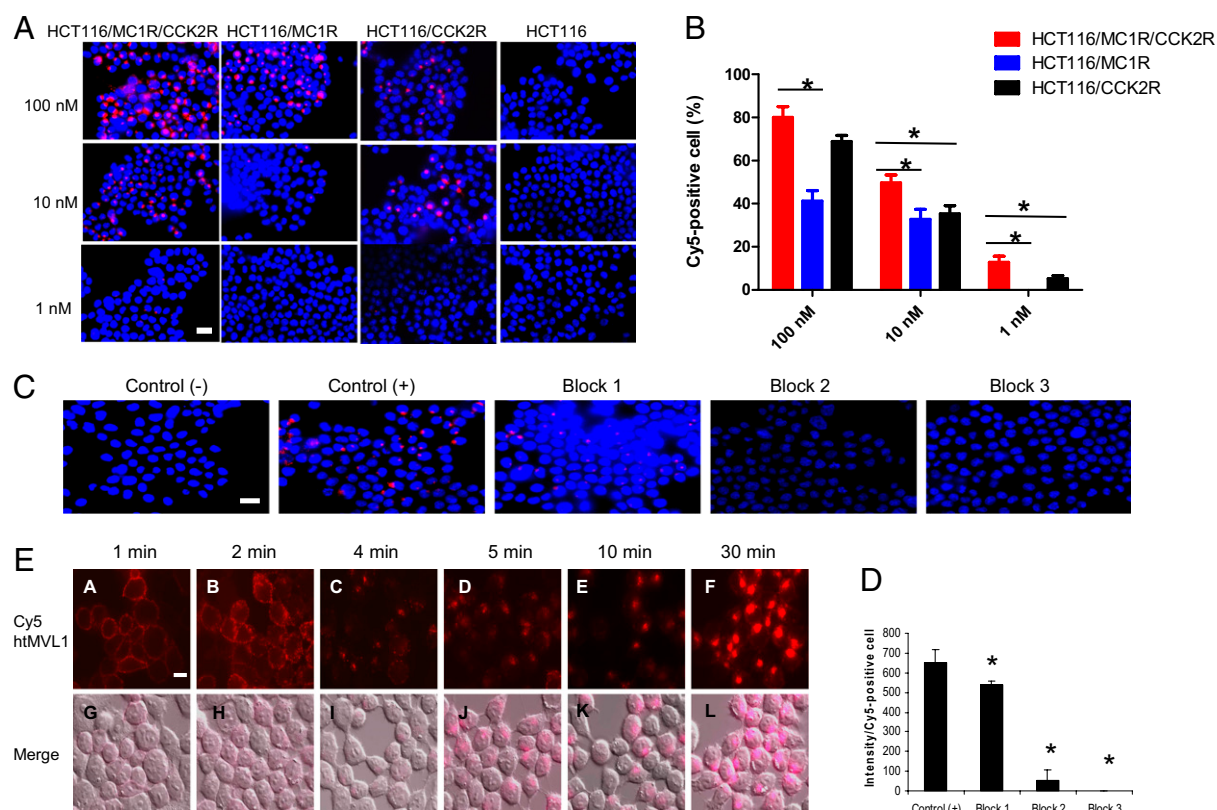 A
HCT116/MC1R/CCK2R HCT116/MC1R HCT116/CCK2R HCT116
100 nM
10 nM
1 nM
B
HCT116/MC1R/CCK2R
HCT116/MC1R
HCT116/CCK2R
Cy5-positive cell (%)
100
80
60
40
20
0
*
*
*
*
*
100 nM 10 nM 1 nM
C
Control (-) Control (+) Block 1 Block 2 Block 3
E
1 min 2 min 4 min 5 min 10 min 30 min
Cy5
htMVL1
A B C D E F
Merge
G H I J K L
D
Intensity/Cy5-positive cell
800
700
600
500
400
300
200
100
0
*
*
*
Control (+) Block 1 Block 2 Block 3